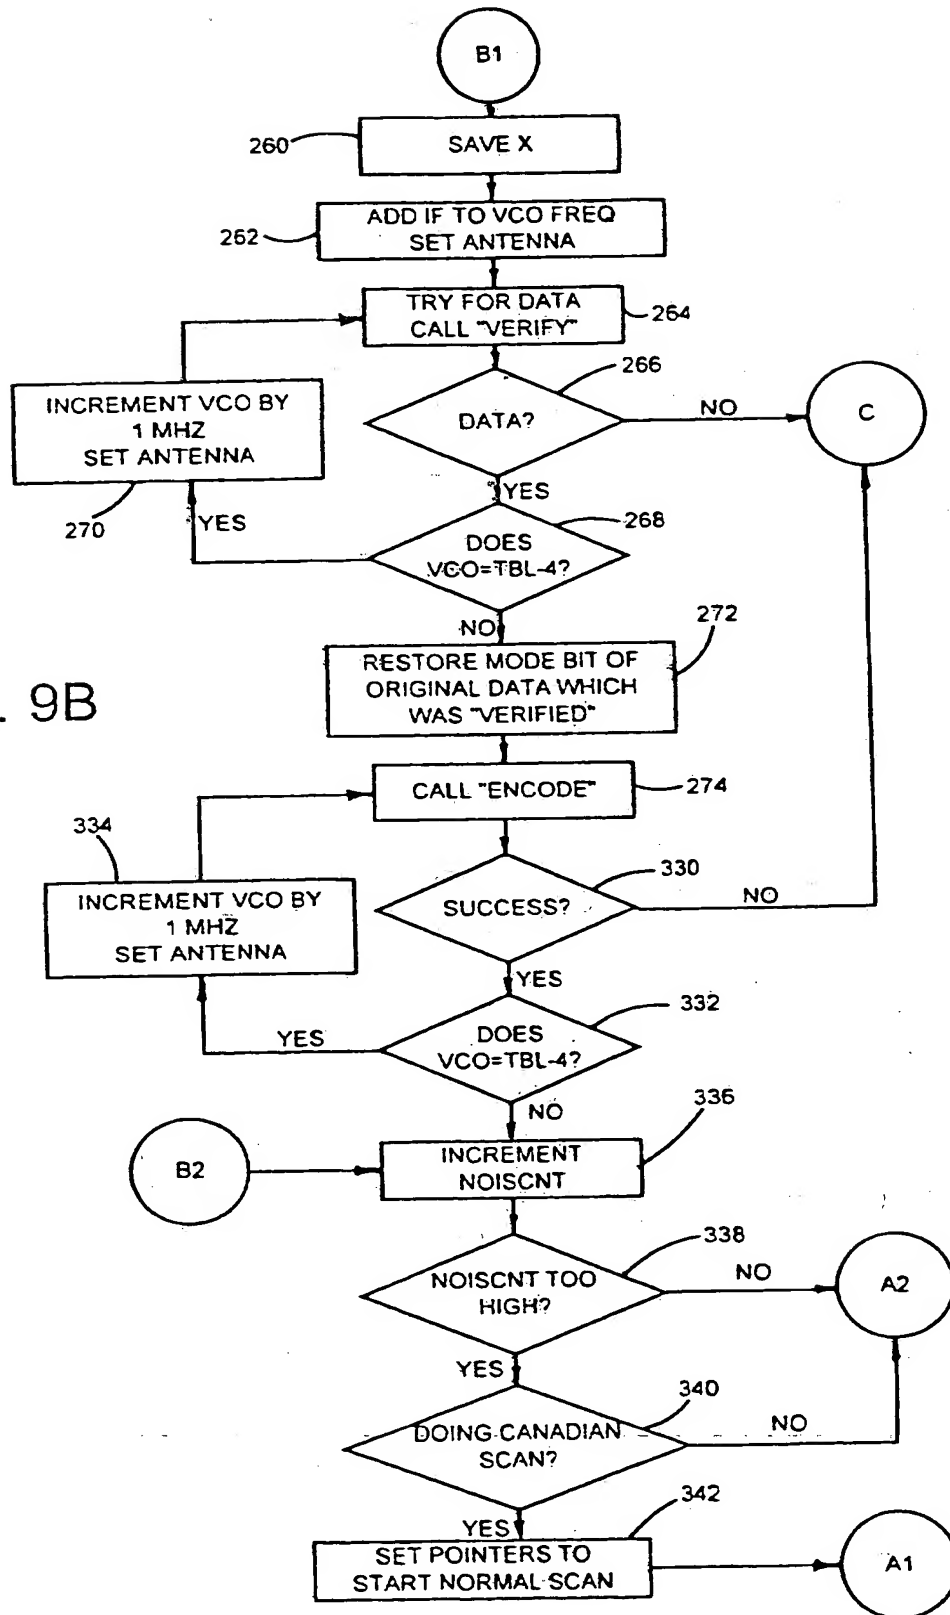 B1
260
SAVE X
262
ADD IF TO VCO FREQ
SET ANTENNA
TRY FOR DATA
CALL "VERIFY"
264
266
DATA?
NO
C
INCREMENT VCO BY
1 MHZ
SET ANTENNA
270
YES
YES
268
DOES
VCO=TBL-4?
NO
272
RESTORE MODE BIT OF
ORIGINAL DATA WHICH
WAS "VERIFIED"
9B
CALL "ENCODE"
274
334
INCREMENT VCO BY
1 MHZ
SET ANTENNA
330
SUCCESS?
NO
YES
332
DOES
VCO=TBL-4?
YES
NO
336
B2
INCREMENT
NOISCNT
338
NOISCNT TOO
HIGH?
NO
A2
YES
340
DOING CANADIAN
SCAN?
NO
YES
342
SET POINTERS TO
START NORMAL SCAN
A1